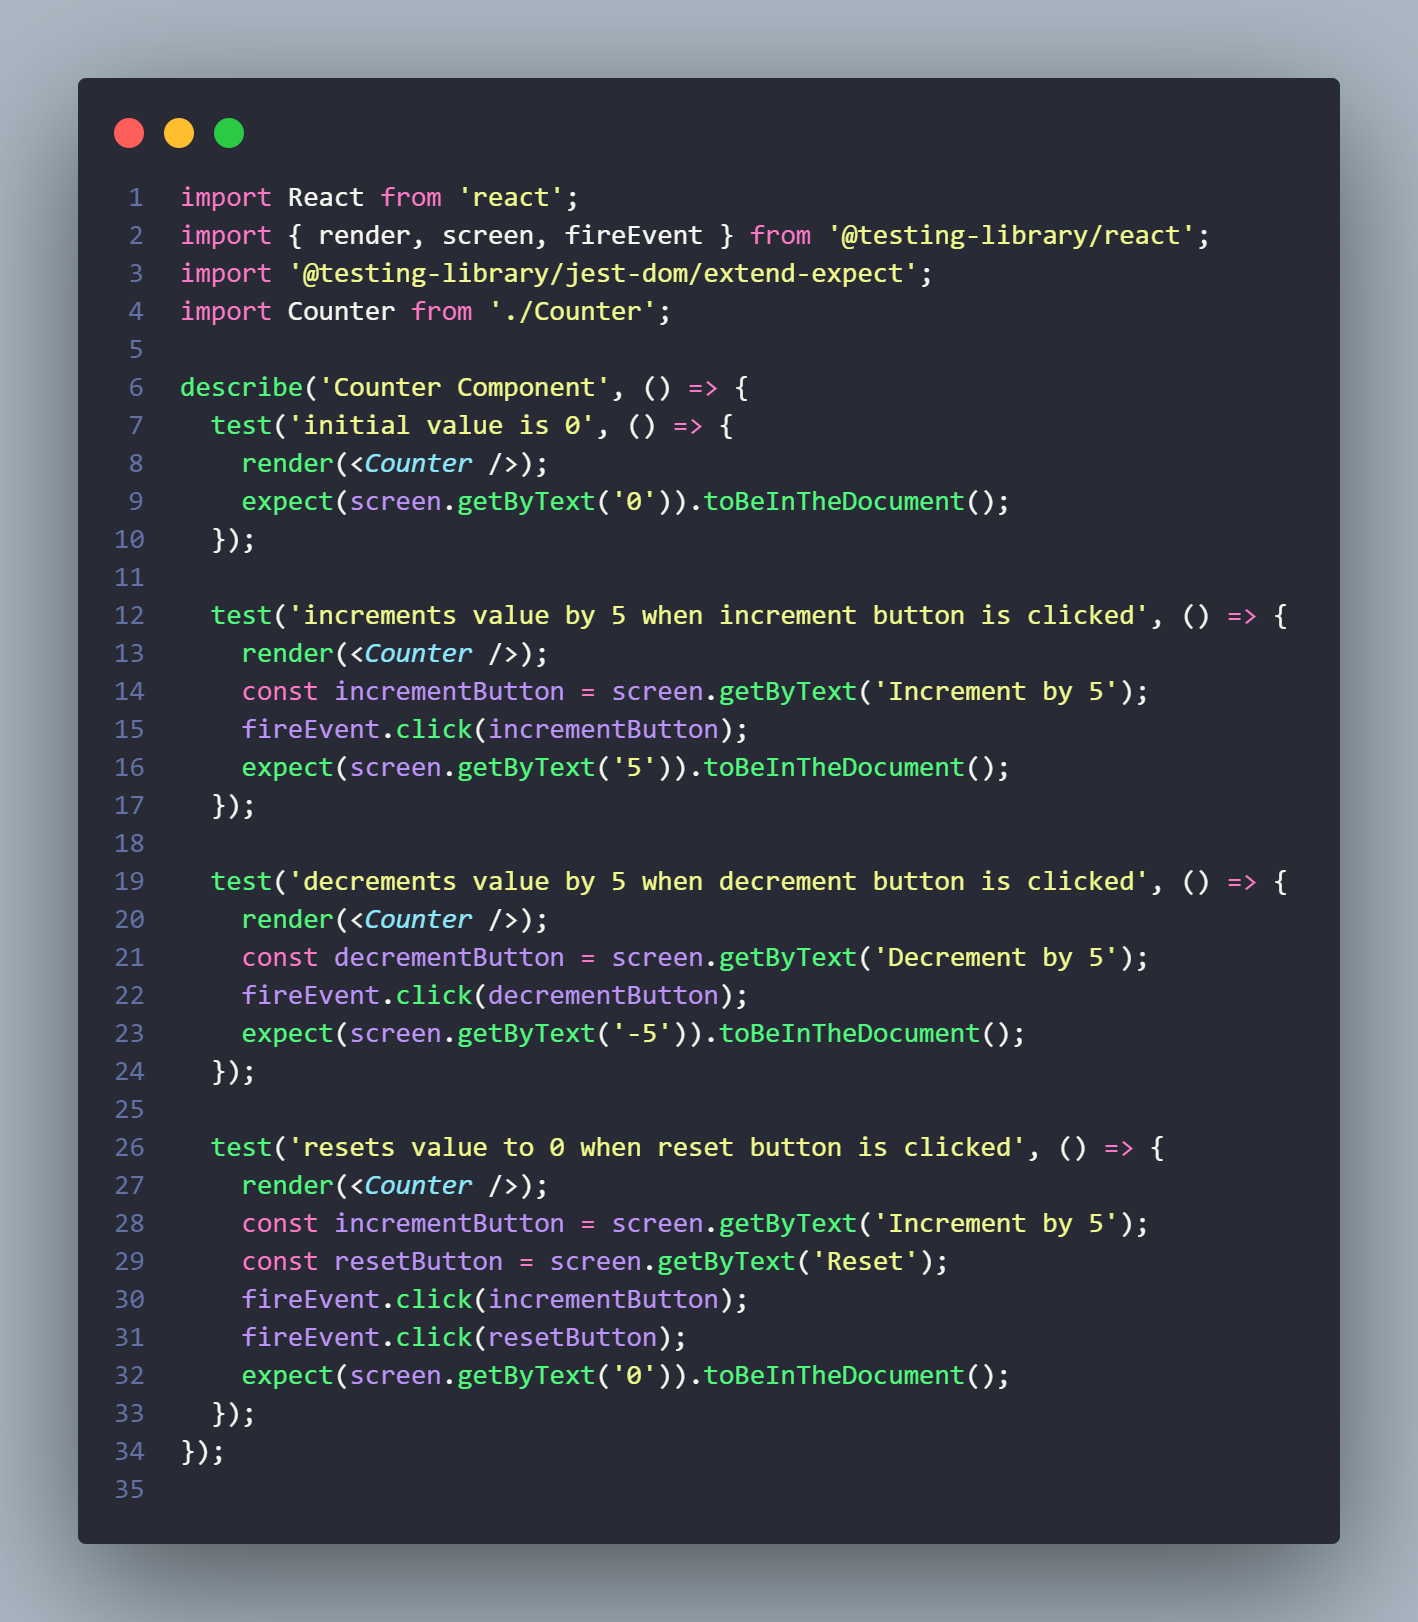 1 import React from 'react';
2 import { render, screen, fireEvent } from '@testing-library/react';
3 import '@testing-library/jest-dom/extend-expect';
4 import Counter from './Counter';
5
6 describe('Counter Component', () => {
7   test('initial value is 0', () => {
8     render(<Counter />);
9     expect(screen.getByText('0')).toBeInTheDocument();
10   });
11
12   test('increments value by 5 when increment button is clicked', () => {
13     render(<Counter />);
14     const incrementButton = screen.getByText('Increment by 5');
15     fireEvent.click(incrementButton);
16     expect(screen.getByText('5')).toBeInTheDocument();
17   });
18
19   test('decrements value by 5 when decrement button is clicked', () => {
20     render(<Counter />);
21     const decrementButton = screen.getByText('Decrement by 5');
22     fireEvent.click(decrementButton);
23     expect(screen.getByText('-5')).toBeInTheDocument();
24   });
25
26   test('resets value to 0 when reset button is clicked', () => {
27     render(<Counter />);
28     const incrementButton = screen.getByText('Increment by 5');
29     const resetButton = screen.getByText('Reset');
30     fireEvent.click(incrementButton);
31     fireEvent.click(resetButton);
32     expect(screen.getByText('0')).toBeInTheDocument();
33   });
34 });
35